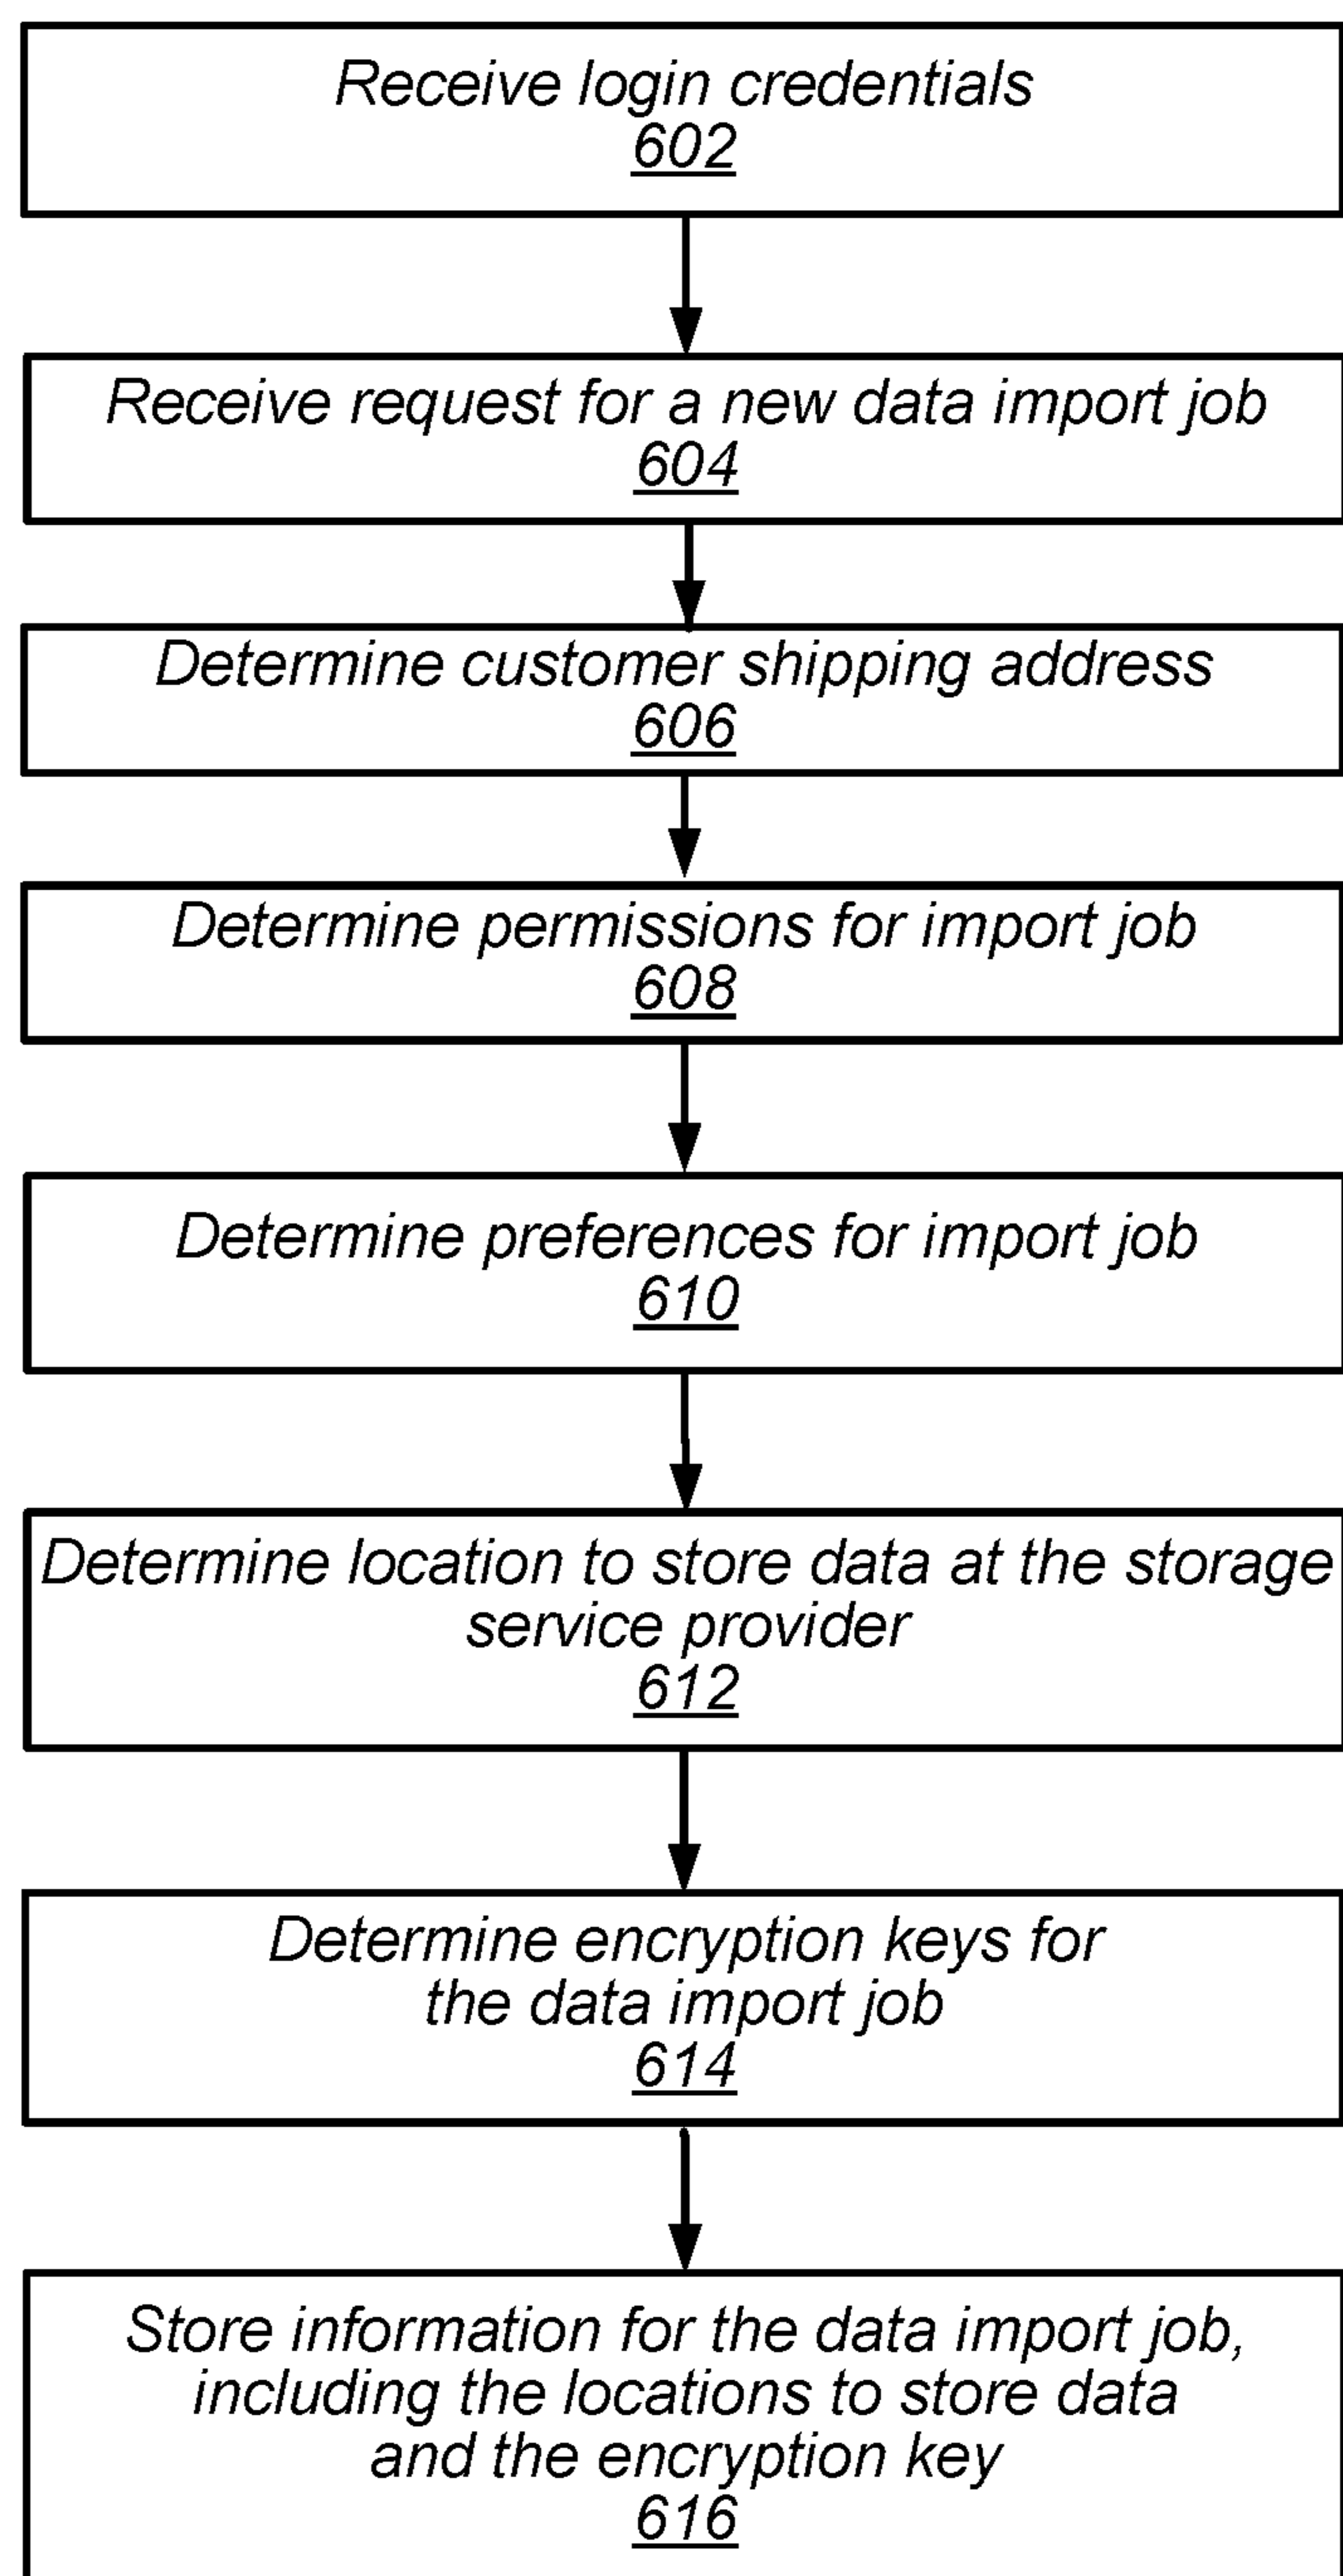 Receive login credentials
602
Receive request for a new data import job
604
Determine customer shipping address
606
Determine permissions for import job
608
Determine preferences for import job
610
Determine location to store data at the storage
service provider
612
Determine encryption keys for
the data import job
614
Store information for the data import job,
including the locations to store data
and the encryption key
616